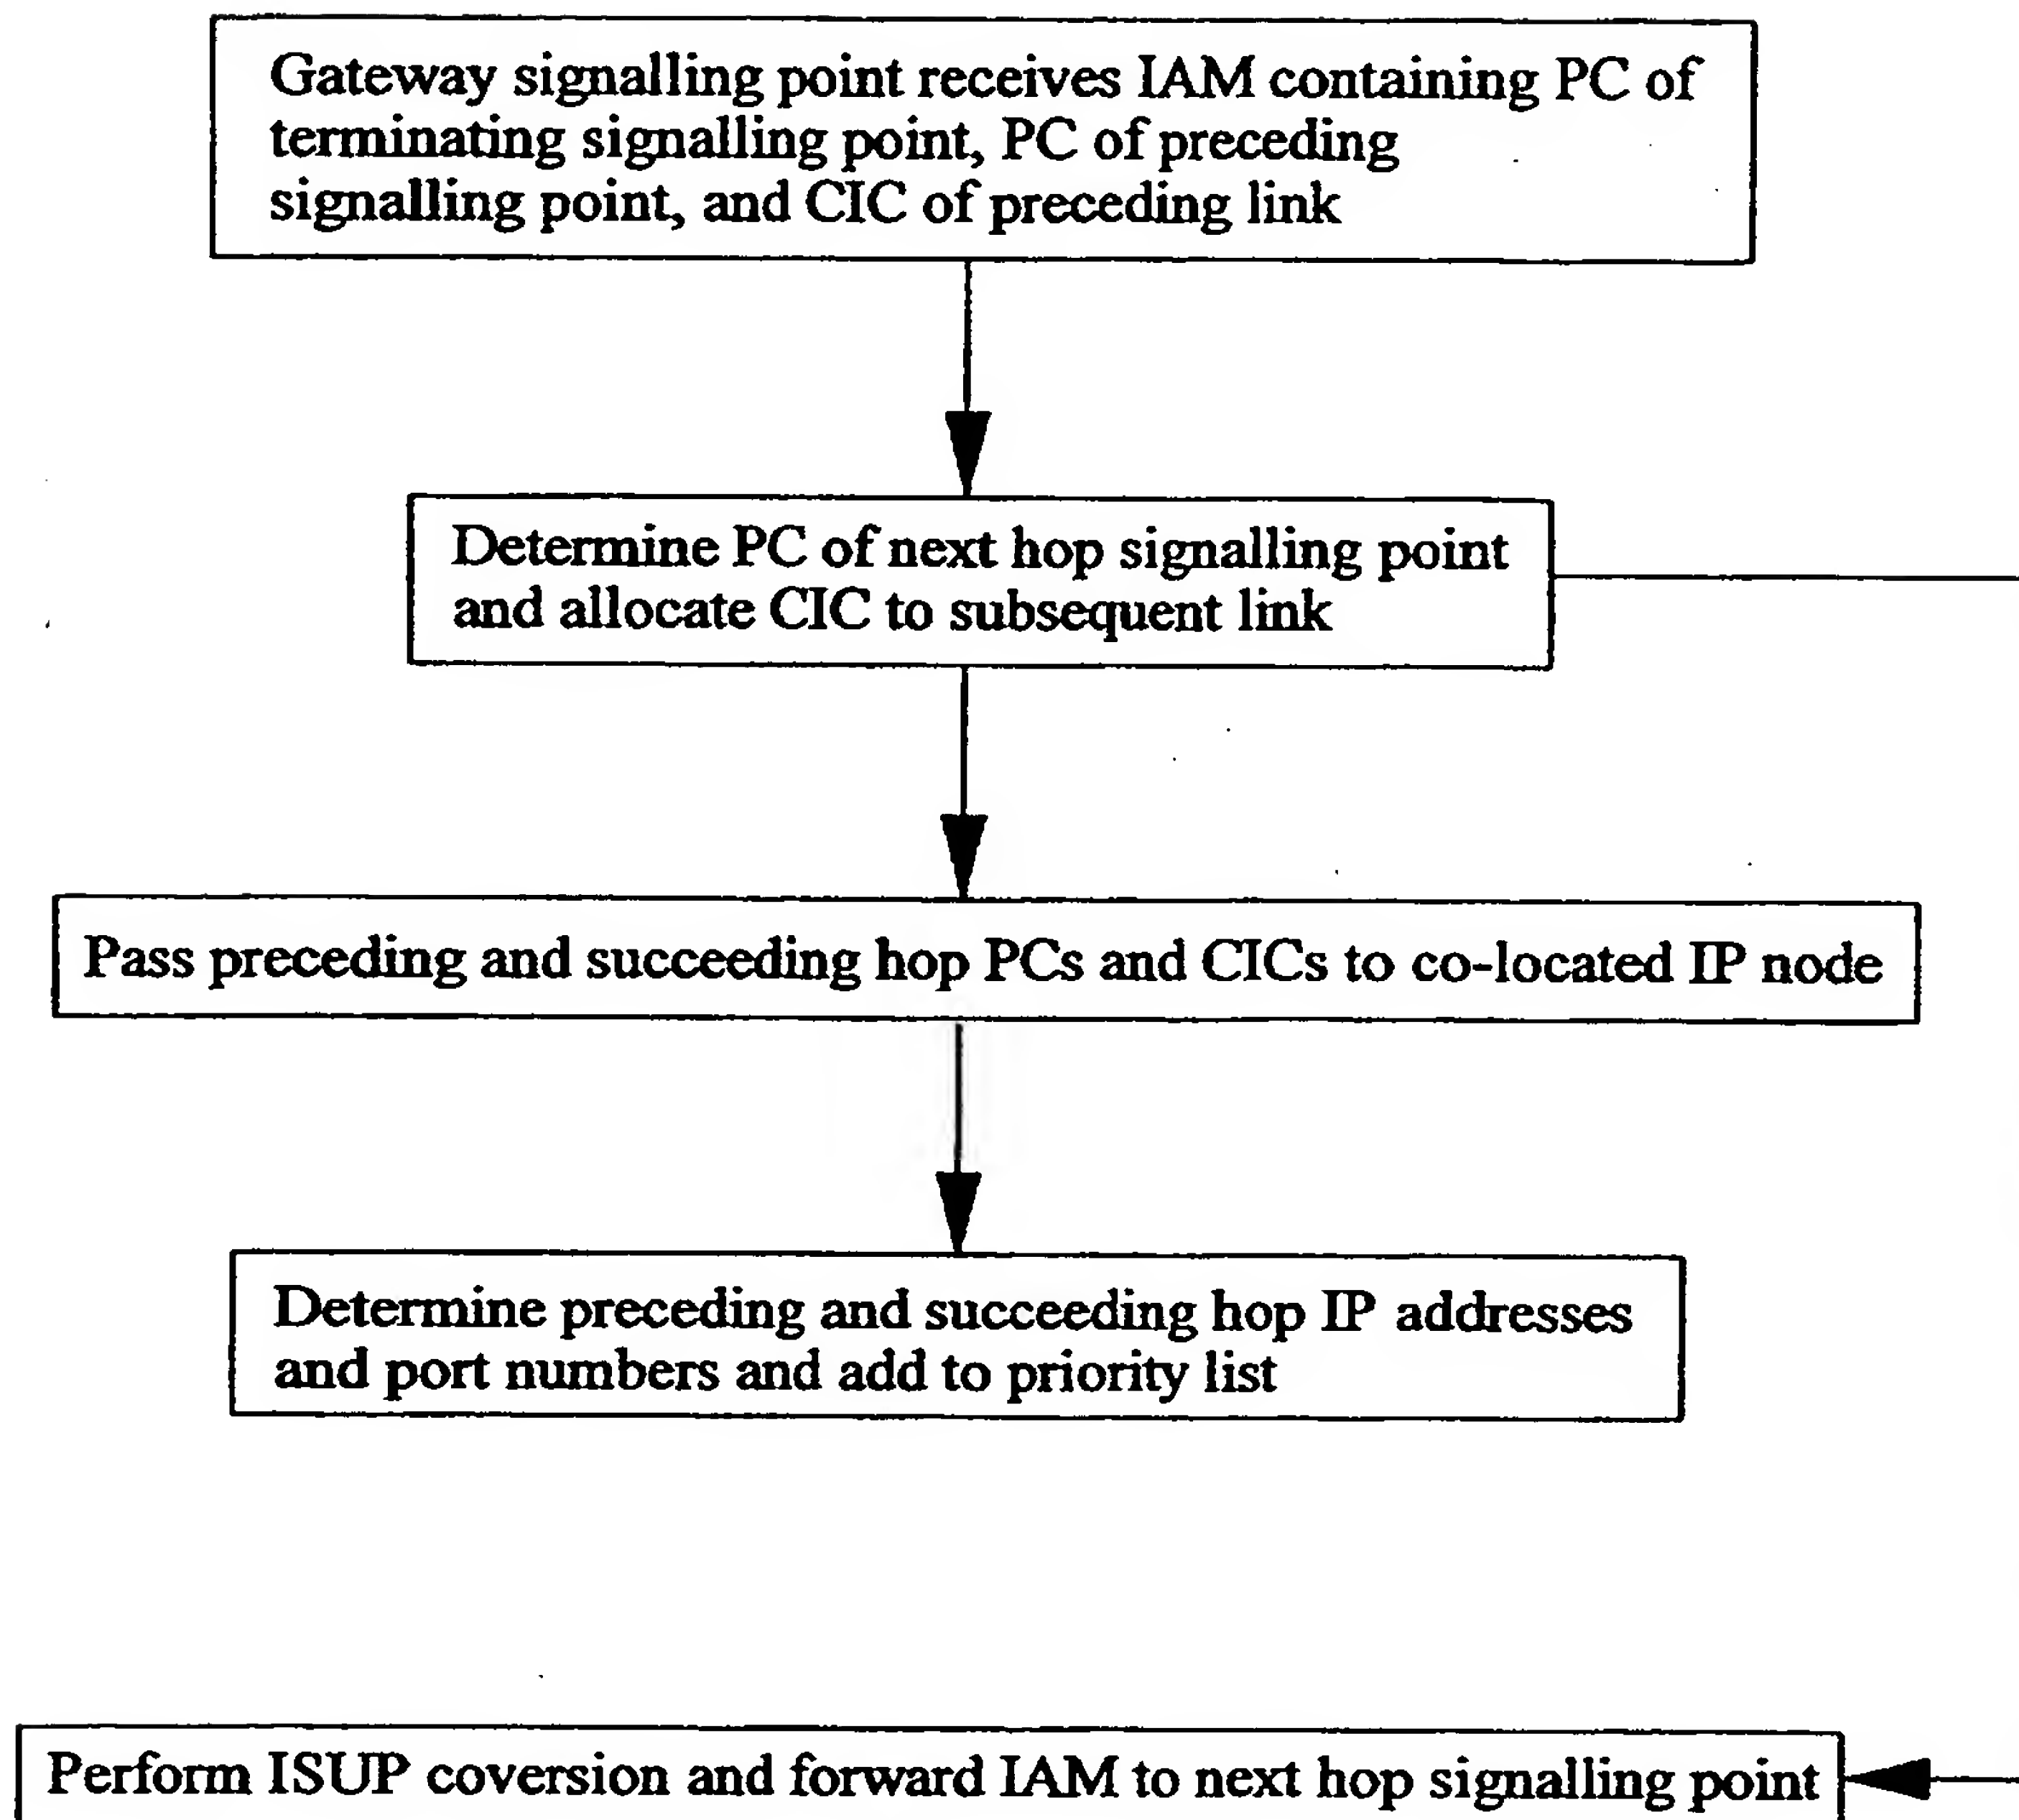 Gateway signalling point receives IAM containing PC of
terminating signalling point, PC of preceding
signalling point, and CIC of preceding link
Determine PC of next hop signalling point
and allocate CIC to subsequent link
Pass preceding and succeeding hop PCs and CICs to co-located IP node
Determine preceding and succeeding hop IP addresses
and port numbers and add to priority list
Perform ISUP coversion and forward IAM to next hop signalling point